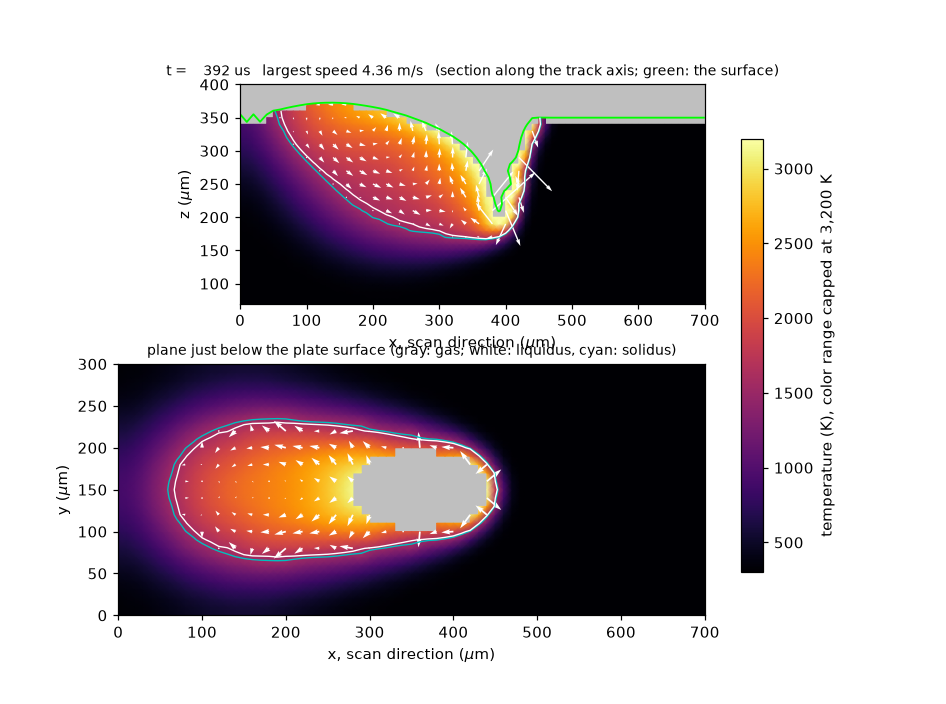 t =    392 us   largest speed 4.36 m/s   (section along the track axis; green: the surface)
400
350
300
250
200
150
100
z (μm)
0 100 200 300 400 500 600 700
x, scan direction (μm)
plane just below the plate surface (gray: gas; white: liquidus, cyan: solidus)
300
250
200
150
100
50
0
y (μm)
0 100 200 300 400 500 600 700
x, scan direction (μm)
3000
2500
2000
1500
1000
500
temperature (K), color range capped at 3,200 K